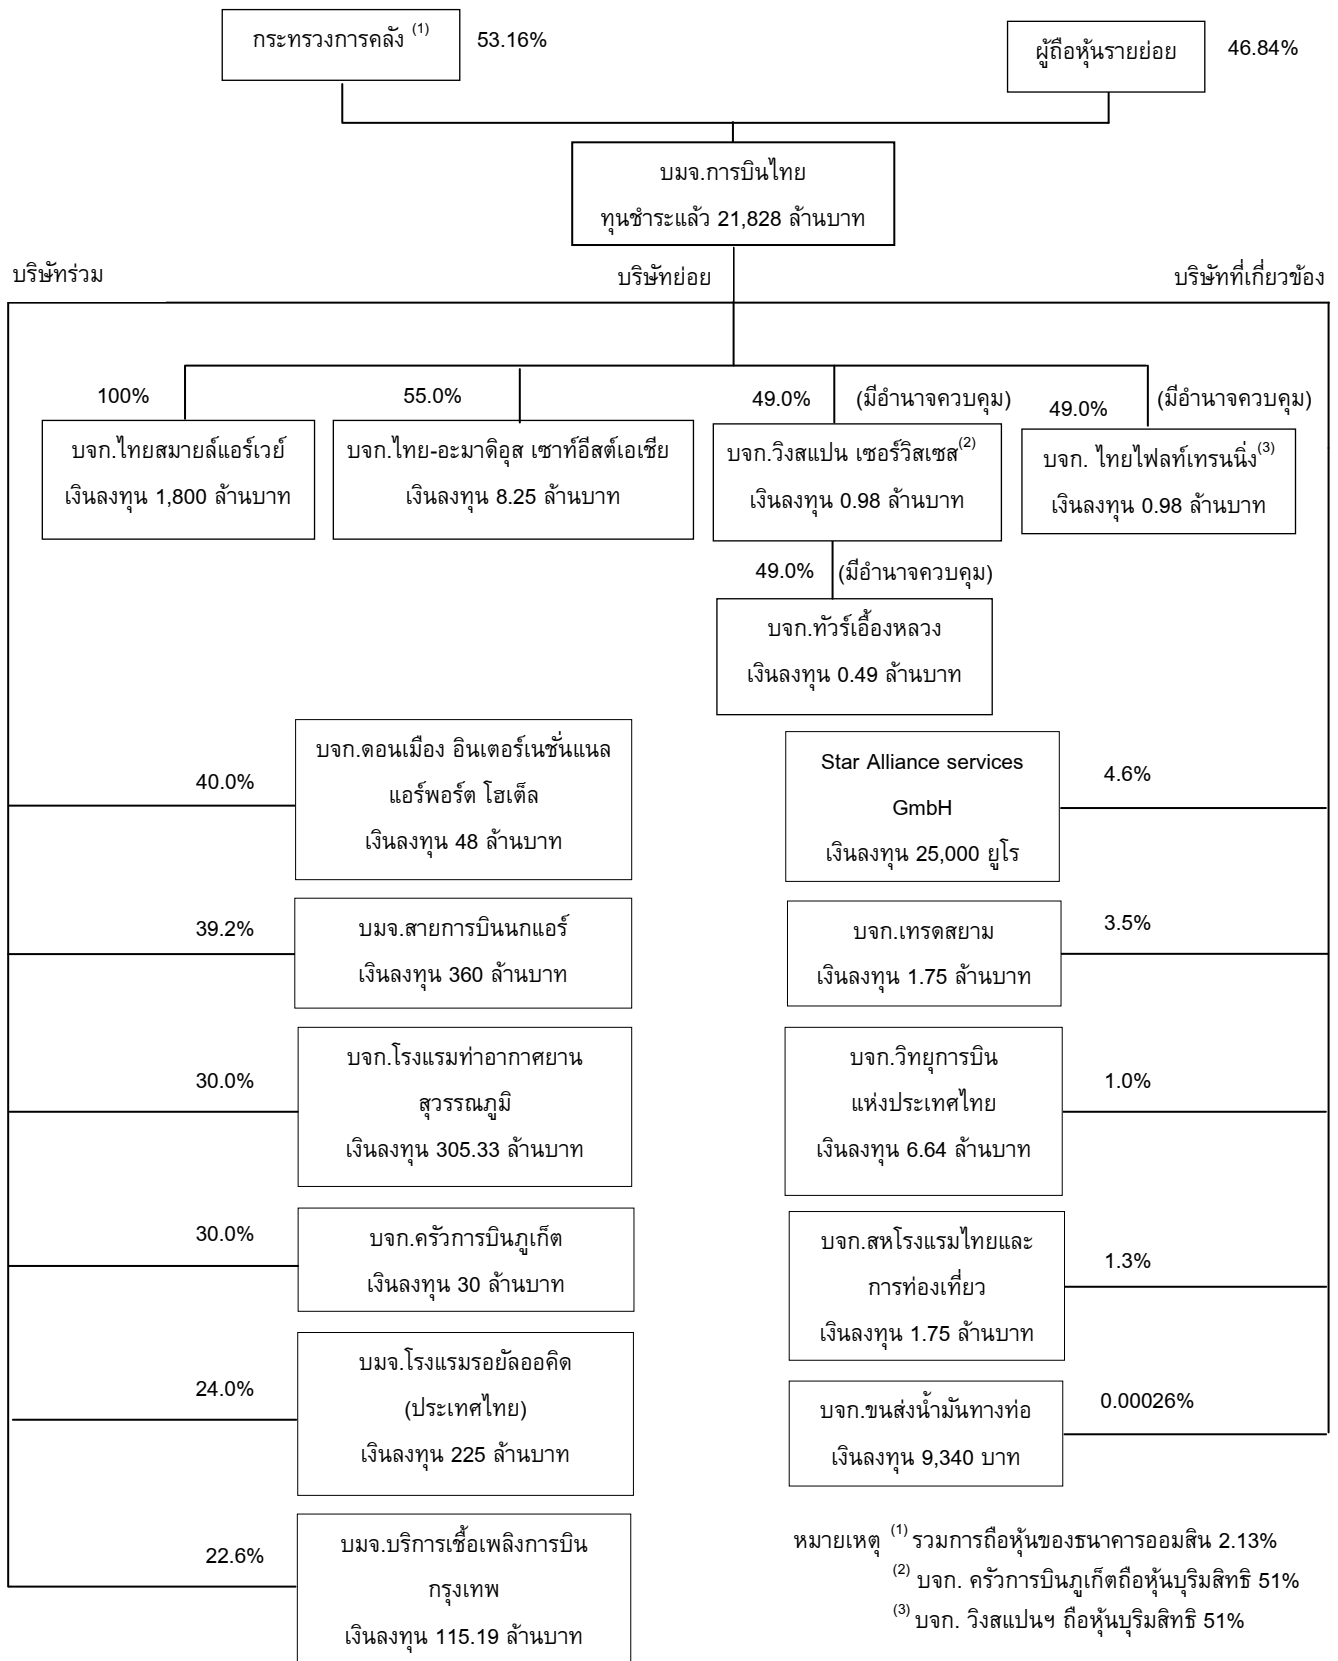 กระทรวงการคลัง (1) 53.16%
ผู้ถือหุ้นรายย่อย 46.84%
บมจ.การบินไทย
ทุนชำระแล้ว 21,828 ล้านบาท
บริษัทร่วม
บริษัทย่อย
บริษัทที่เกี่ยวข้อง
100%
บจก.ไทยสมายล์แอร์เวย์
เงินลงทุน 1,800 ล้านบาท
55.0%
บจก.ไทย-อะมาดิอุส เซาท์อีสต์เอเชีย
เงินลงทุน 8.25 ล้านบาท
49.0% (มีอำนาจควบคุม)
บจก.วิงสแปน เซอร์วิสเซส(2)
เงินลงทุน 0.98 ล้านบาท
49.0% (มีอำนาจควบคุม)
บจก. ไทยไฟลท์เทรนนิ่ง(3)
เงินลงทุน 0.98 ล้านบาท
49.0% (มีอำนาจควบคุม)
บจก.ทัวร์เอื้องหลวง
เงินลงทุน 0.49 ล้านบาท
40.0%
บจก.ดอนเมือง อินเตอร์เนชั่นแนล
แอร์พอร์ต โฮเต็ล
เงินลงทุน 48 ล้านบาท
39.2%
บมจ.สายการบินนกแอร์
เงินลงทุน 360 ล้านบาท
30.0%
บจก.โรงแรมท่าอากาศยาน
สุวรรณภูมิ
เงินลงทุน 305.33 ล้านบาท
30.0%
บจก.ครัวการบินภูเก็ต
เงินลงทุน 30 ล้านบาท
24.0%
บมจ.โรงแรมรอยัลออคิด
(ประเทศไทย)
เงินลงทุน 225 ล้านบาท
22.6%
บมจ.บริการเชื้อเพลิงการบิน
กรุงเทพ
เงินลงทุน 115.19 ล้านบาท
Star Alliance services
GmbH
เงินลงทุน 25,000 ยูโร
4.6%
บจก.เทรดสยาม
เงินลงทุน 1.75 ล้านบาท
3.5%
บจก.วิทยุการบิน
แห่งประเทศไทย
เงินลงทุน 6.64 ล้านบาท
1.0%
บจก.สหโรงแรมไทยและ
การท่องเที่ยว
เงินลงทุน 1.75 ล้านบาท
1.3%
บจก.ขนส่งน้ำมันทางท่อ
เงินลงทุน 9,340 บาท
0.00026%
หมายเหตุ (1) รวมการถือหุ้นของธนาคารออมสิน 2.13%
(2) บจก. ครัวการบินภูเก็ตถือหุ้นบุริมสิทธิ 51%
(3) บจก. วิงสแปนฯ ถือหุ้นบุริมสิทธิ 51%